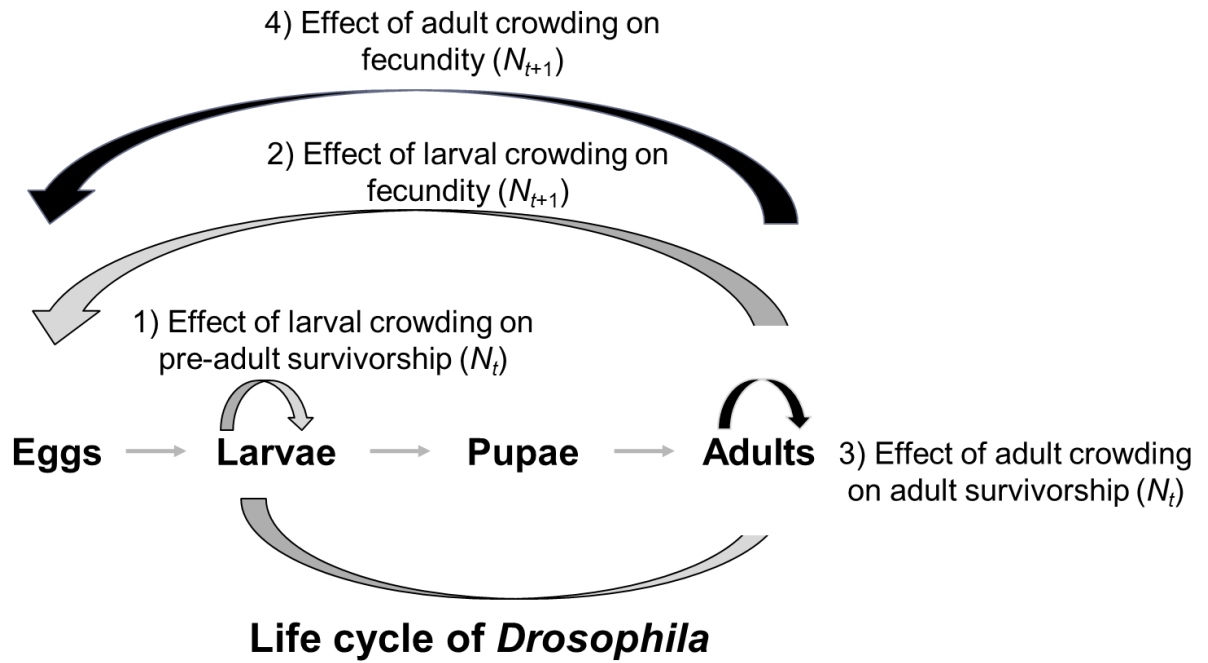 4) Effect of adult crowding on
fecundity (Nt+1)
2) Effect of larval crowding on
fecundity (Nt+1)
1) Effect of larval crowding on
pre-adult survivorship (Nt)
Eggs
Larvae
Pupae
Adults
3) Effect of adult crowding
on adult survivorship (Nt)
Life cycle of Drosophila